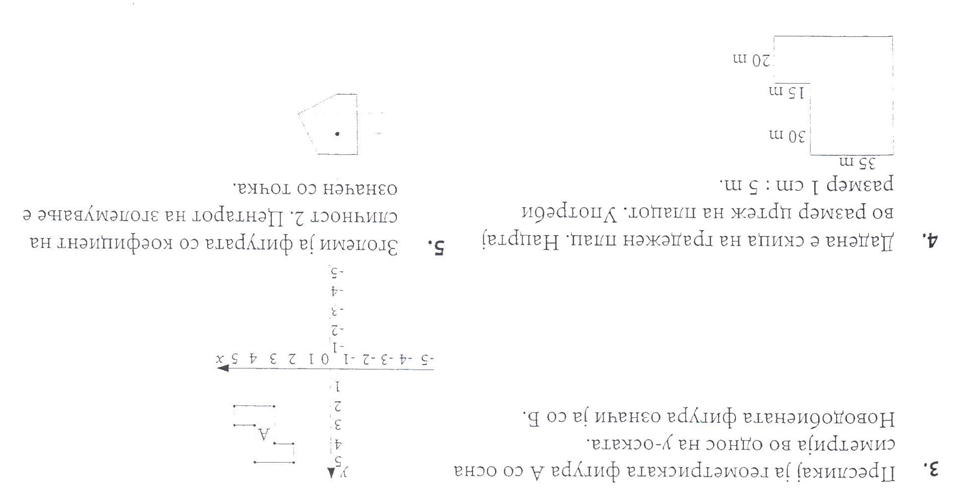 3. Пресликај ја геометриската фигура А со осна
симетрија во однос на y-оската.
Новодобиената фигура означи ја со Б.
y
5
4
3
2
1
A
-5 -4 -3 -2 -1 0 1 2 3 4 5 x
-1
-2
-3
-4
-5
4. Дадена е скица на градежен плац. Нацртај
во размер цртеж на плацот. Употреби
размер 1 cm : 5 m.
35 m
30 m
15 m
20 m
5. Зголеми ја фигурата со коефициент на
сличност 2. Центарот на зголемување е
означен со точка.